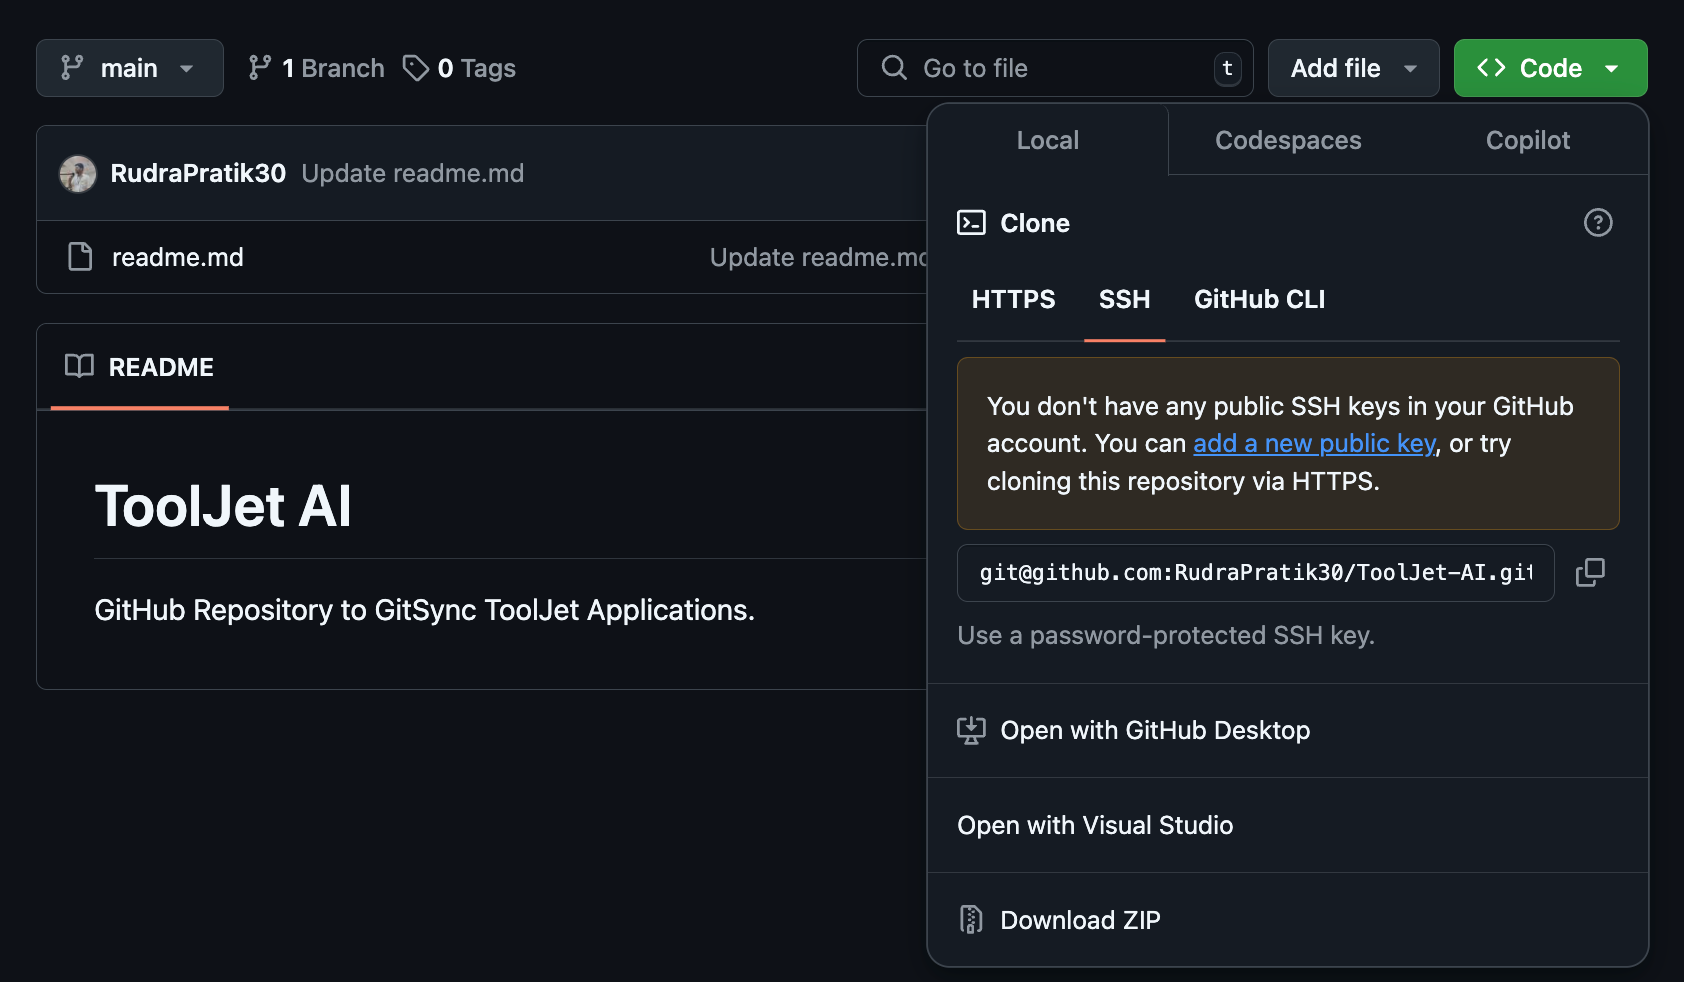 main 1 Branch 0 Tags Go to file t Add file Code
RudraPratik30 Update readme.md
readme.md Update readme.md
README
ToolJet AI
GitHub Repository to GitSync ToolJet Applications.
Local Codespaces Copilot
Clone
HTTPS SSH GitHub CLI
You don't have any public SSH keys in your GitHub
account. You can add a new public key, or try
cloning this repository via HTTPS.
git@github.com:RudraPratik30/ToolJet-AI.git
Use a password-protected SSH key.
Open with GitHub Desktop
Open with Visual Studio
Download ZIP